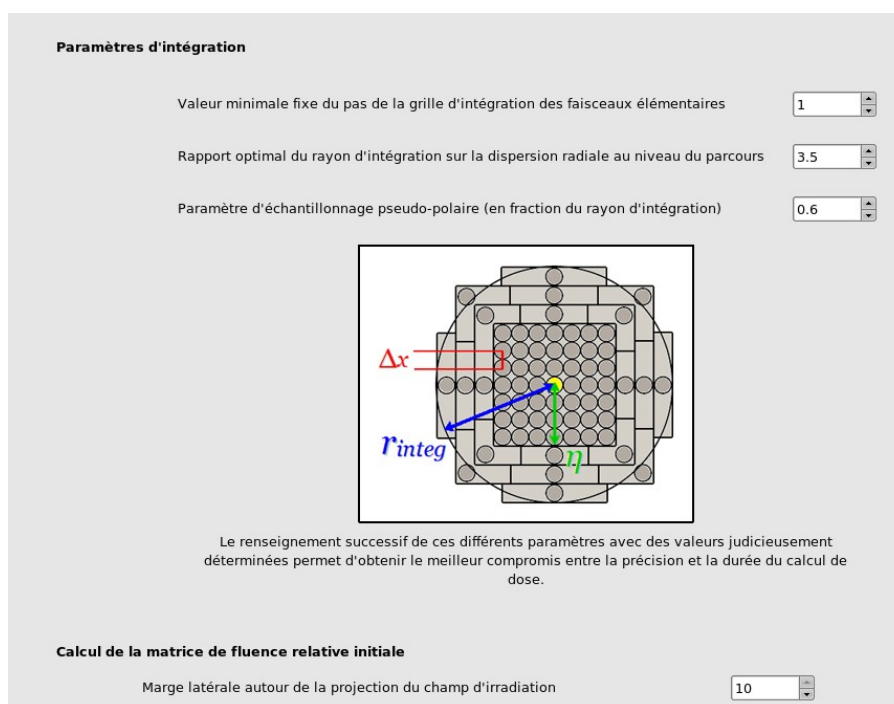 Paramètres d'intégration
Valeur minimale fixe du pas de la grille d'intégration des faisceaux élémentaires 1
Rapport optimal du rayon d'intégration sur la dispersion radiale au niveau du parcours 3.5
Paramètre d'échantillonnage pseudo-polaire (en fraction du rayon d'intégration) 0.6
Δx
r_integ
η
Le renseignement successif de ces différents paramètres avec des valeurs judicieusement
déterminées permet d'obtenir le meilleur compromis entre la précision et la durée du calcul de
dose.
Calcul de la matrice de fluence relative initiale
Marge latérale autour de la projection du champ d'irradiation 10